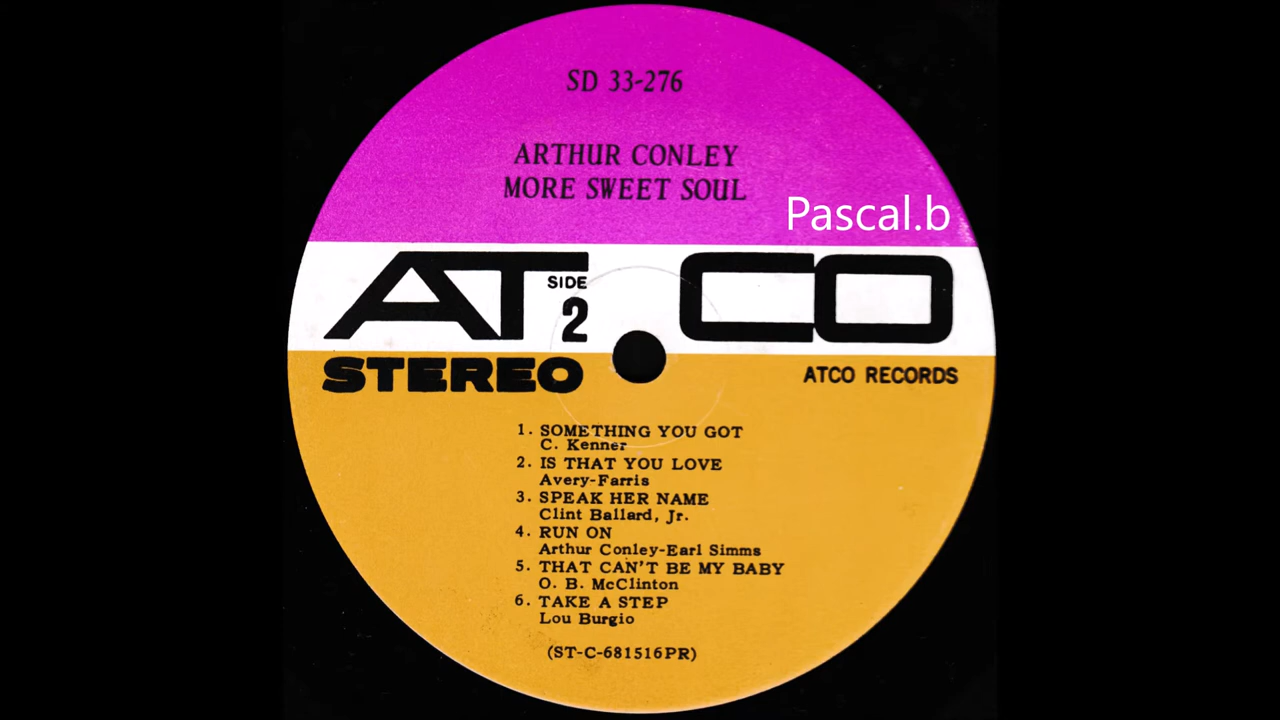 SD 33-276
ARTHUR CONLEY
MORE SWEET SOUL
Pascal.b
ATCO
SIDE
2
STEREO
ATCO RECORDS
1. SOMETHING YOU GOT
C. Kenner
2. IS THAT YOU LOVE
Avery-Farris
3. SPEAK HER NAME
Clint Ballard, Jr.
4. RUN ON
Arthur Conley-Earl Simms
5. THAT CAN'T BE MY BABY
O. B. McClinton
6. TAKE A STEP
Lou Burgio
(ST-C-681516PR)